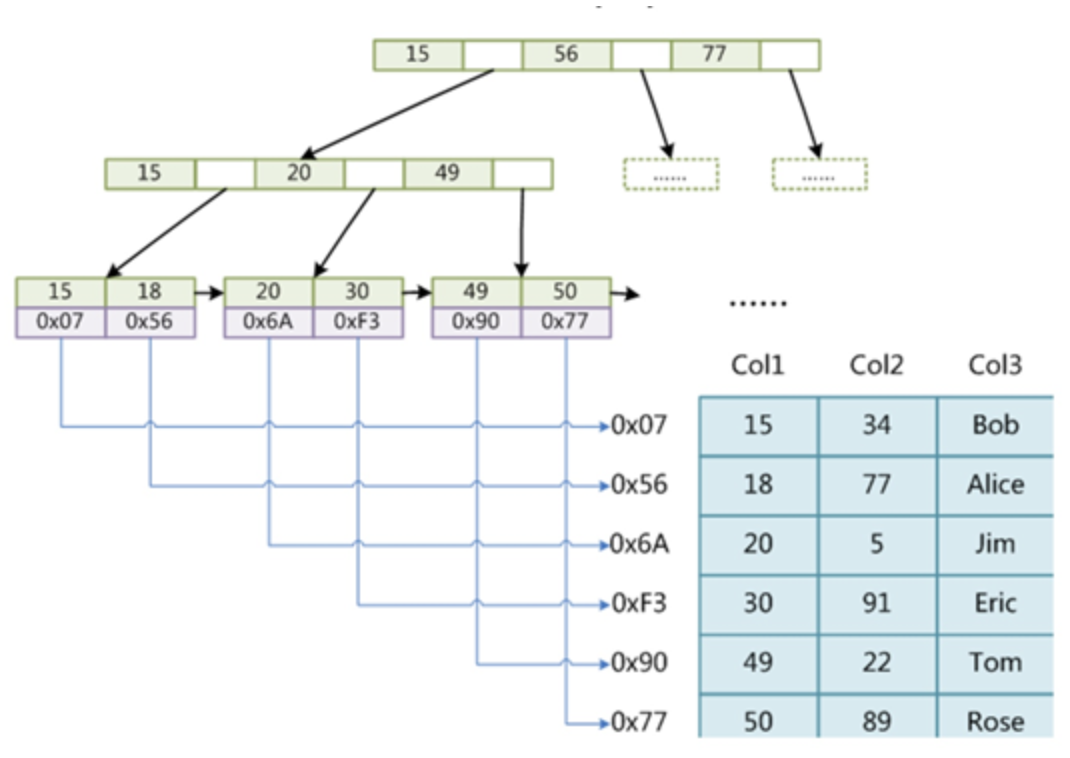 15 56 77
15 20 49 ...... ......
15 18 20 30 49 50
0x07 0x56 0x6A 0xF3 0x90 0x77
......
Col1 Col2 Col3
0x07 15 34 Bob
0x56 18 77 Alice
0x6A 20 5 Jim
0xF3 30 91 Eric
0x90 49 22 Tom
0x77 50 89 Rose